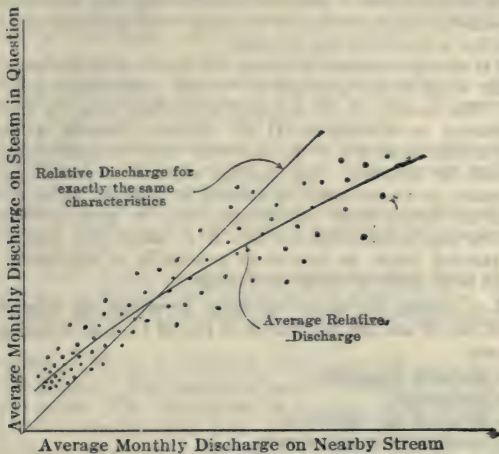 Average Monthly Discharge on Steam in Question
Relative Discharge for
exactly the same
characteristics
Average Relative
Discharge
Average Monthly Discharge on Nearby Stream